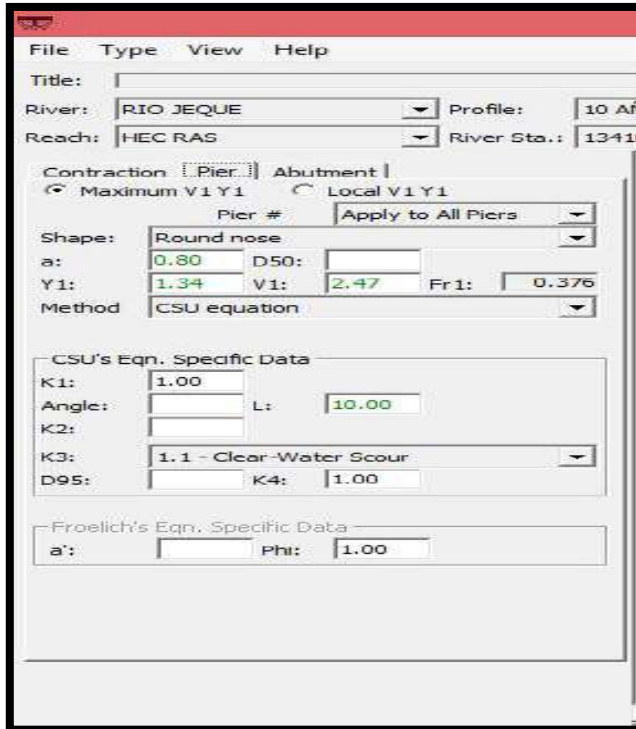 File Type View Help
Title:
River: RIO JEQUE Profile: 10 Añ
Reach: HEC RAS River Sta.: 1341
Contraction Pier Abutment
Maximum V1 Y1 Local V1 Y1
Pier # Apply to All Piers
Shape: Round nose
a: 0.80 D50:
Y1: 1.34 V1: 2.47 Fr1: 0.376
Method CSU equation
CSU's Eqn. Specific Data
K1: 1.00
Angle: L: 10.00
K2:
K3: 1.1 - Clear-Water Scour
D95: K4: 1.00
Froelich's Eqn. Specific Data
a': Phi: 1.00